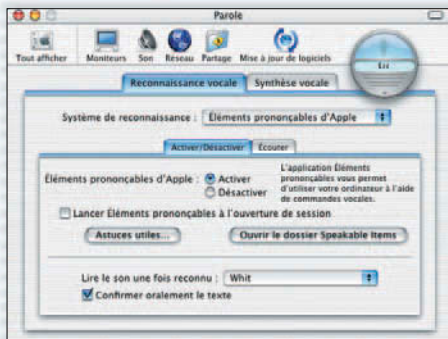 Parole
Tout afficher Moniteurs Son Réseau Partage Mise à jour de logiciels
Esc
Reconnaissance vocale Synthèse vocale
Système de reconnaissance : Éléments prononçables d'Apple
Activer/Désactiver Écouter
Éléments prononçables d'Apple : Activer
Désactiver
L'application Éléments
prononçables vous permet
d'utiliser votre ordinateur à l'aide
de commandes vocales.
Lancer Éléments prononçables à l'ouverture de session
Astuces utiles... Ouvrir le dossier Speakable Items
Lire le son une fois reconnu : Whit
Confirmer oralement le texte